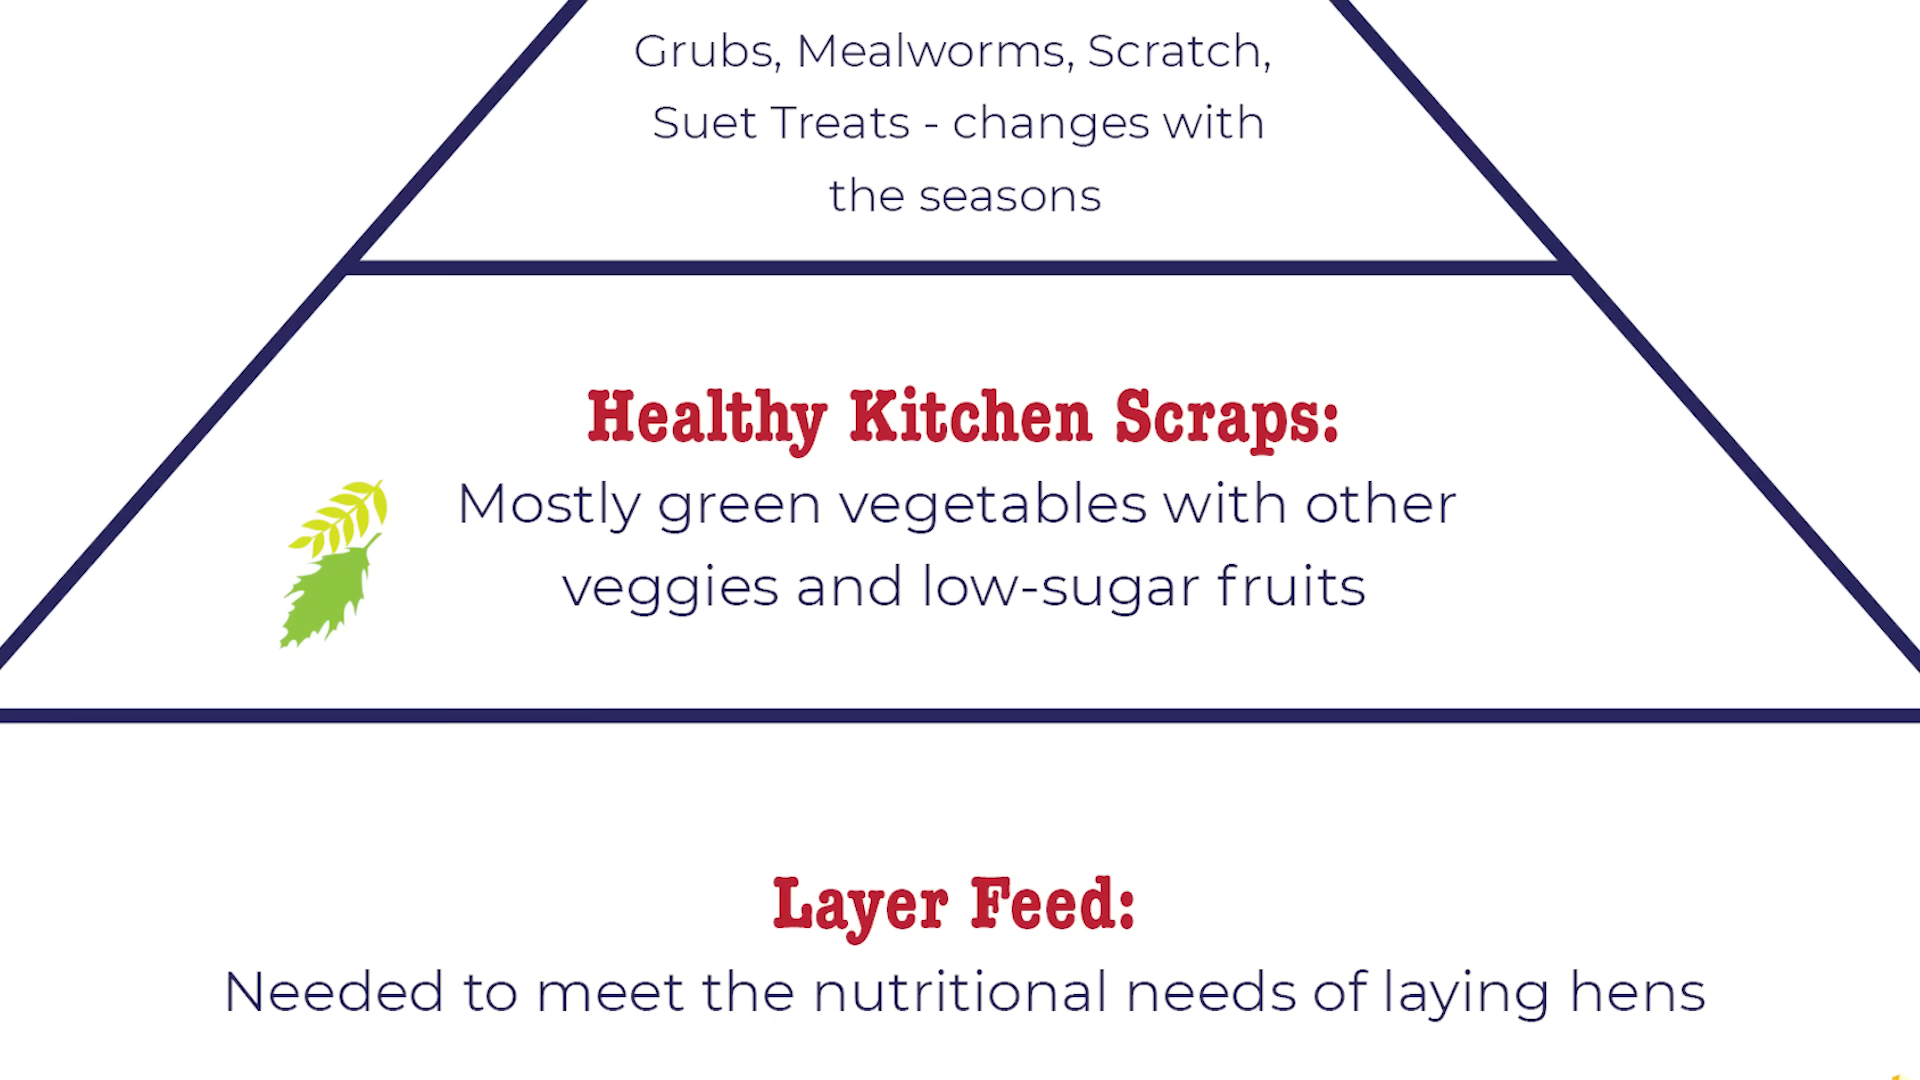 Grubs, Mealworms, Scratch,
Suet Treats - changes with
the seasons
Healthy Kitchen Scraps:
Mostly green vegetables with other
veggies and low-sugar fruits
Layer Feed:
Needed to meet the nutritional needs of laying hens